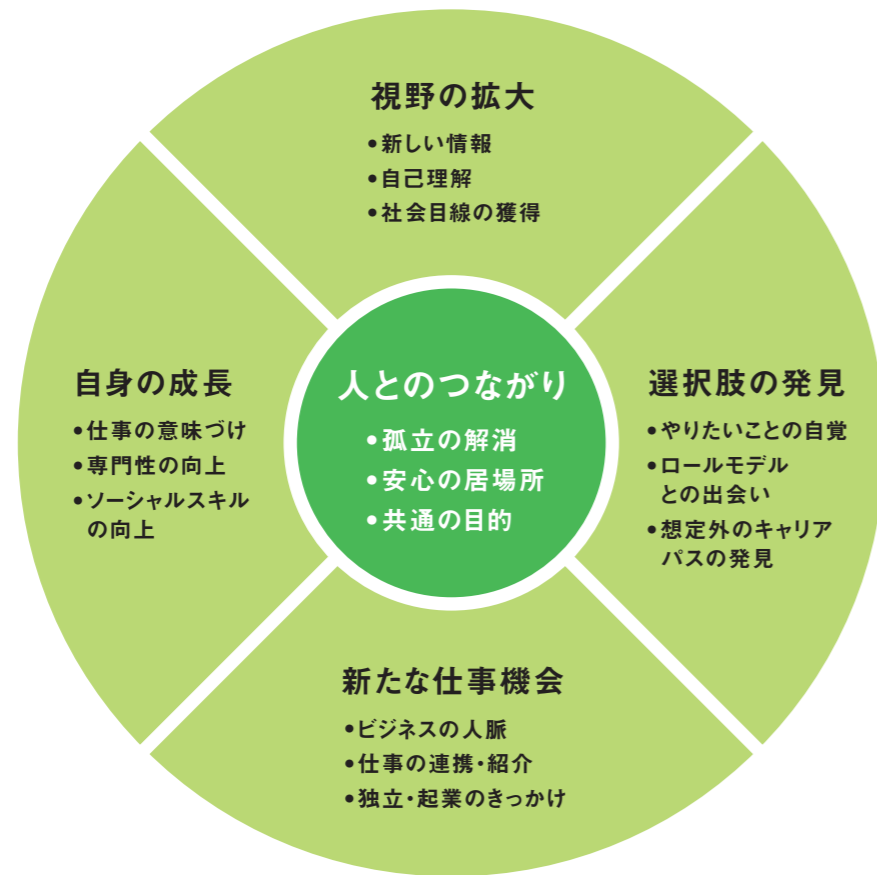 視野の拡大
•新しい情報
•自己理解
•社会目線の獲得
自身の成長
•仕事の意味づけ
•専門性の向上
•ソーシャルスキル
の向上
人とのつながり
•孤立の解消
•安心の居場所
•共通の目的
選択肢の発見
•やりたいことの自覚
•ロールモデル
との出会い
•想定外のキャリア
パスの発見
新たな仕事機会
•ビジネスの人脈
•仕事の連携・紹介
•独立・起業のきっかけ